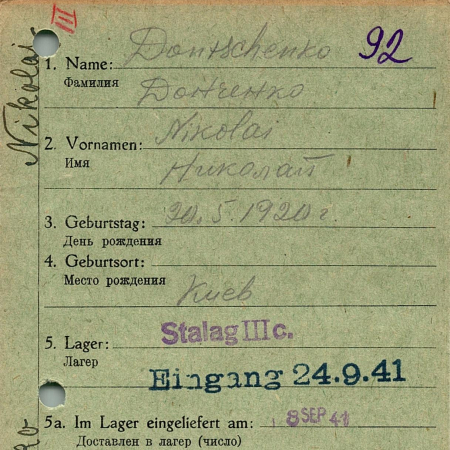 III
92
Nikolai
1. Name: Dontschenko
Фамилия Донченко
2. Vornamen: Nikolai
Имя Николай
3. Geburtstag: 20.5.1920г.
День рождения
4. Geburtsort:
Место рождения Киев
5. Lager: Stalag IIIc.
Лагер Eingang 24.9.41
5a. Im Lager eingeliefert am: 8 SEP 41
Доставлен в лагер (число)